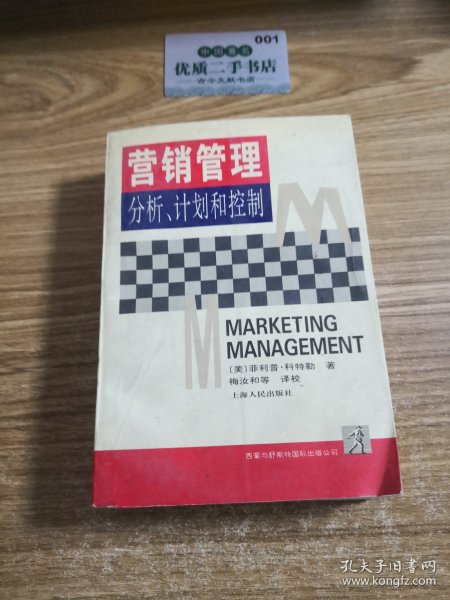 001
中国著名
优质二手书店
古今文献书店
营销管理
分析、计划和控制
M
M
MARKETING
MANAGEMENT
〔美〕菲利普·科特勒 著
梅汝和等 译校
上海人民出版社
西蒙与舒斯特国际出版公司
孔夫子旧书网
www.kongfz.com